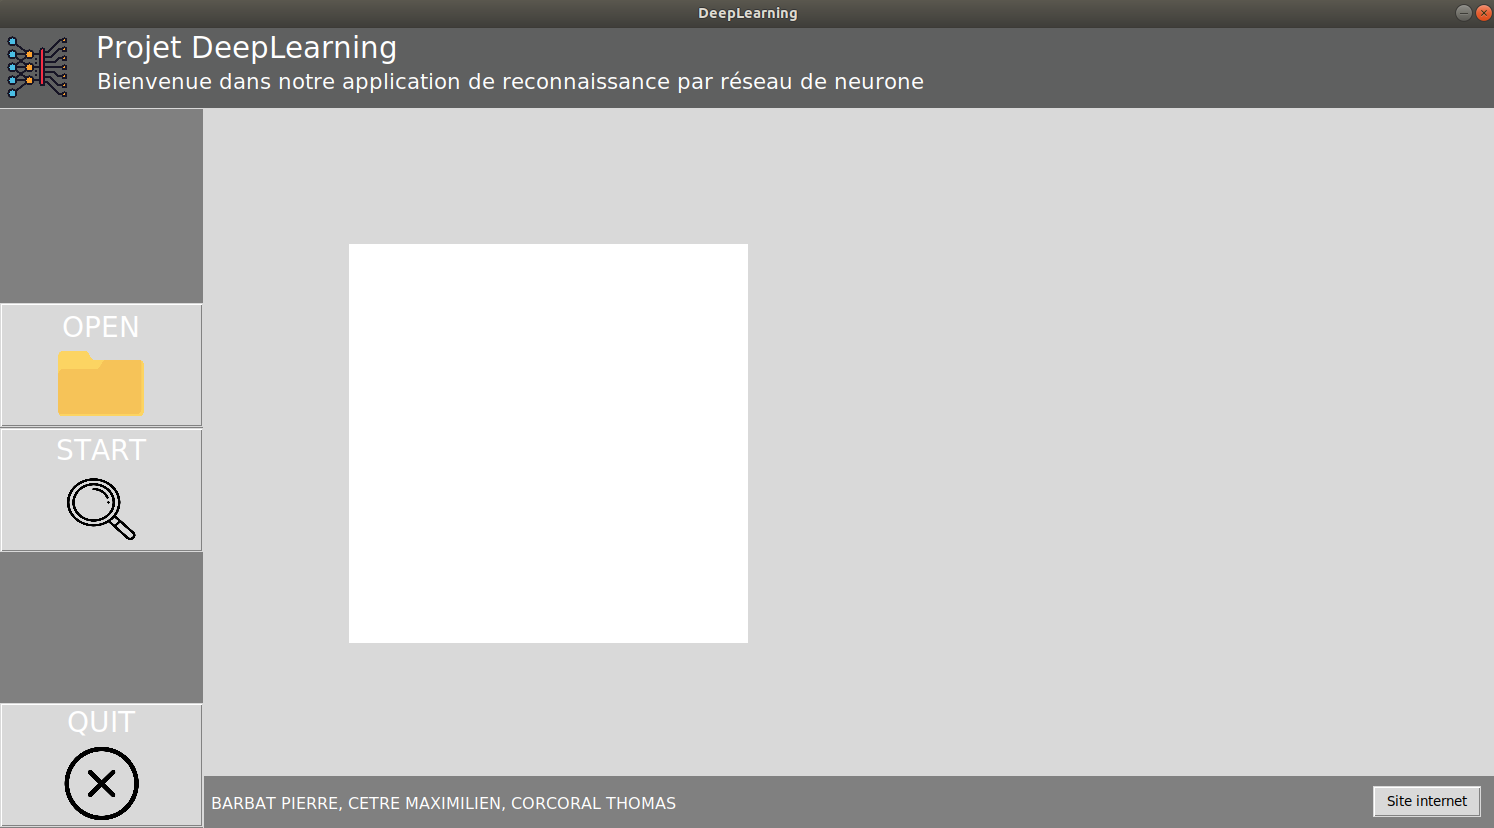 DeepLearning
Projet DeepLearning
Bienvenue dans notre application de reconnaissance par réseau de neurone
OPEN
START
QUIT
BARBAT PIERRE, CETRE MAXIMILIEN, CORCORAL THOMAS
Site internet